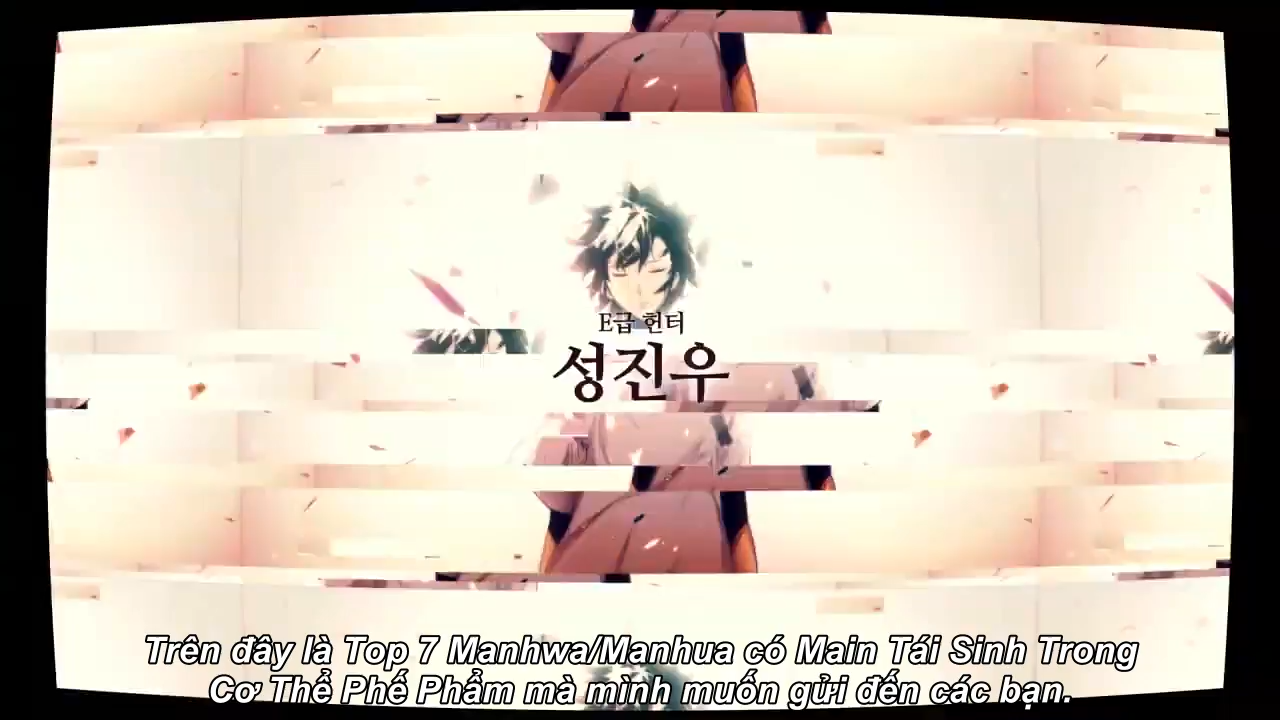 E급 헌터
성진우
Trên đây là Top 7 Manhwa/Manhua có Main Tái Sinh Trong
Cơ Thể Phế Phẩm mà mình muốn gửi đến các bạn.